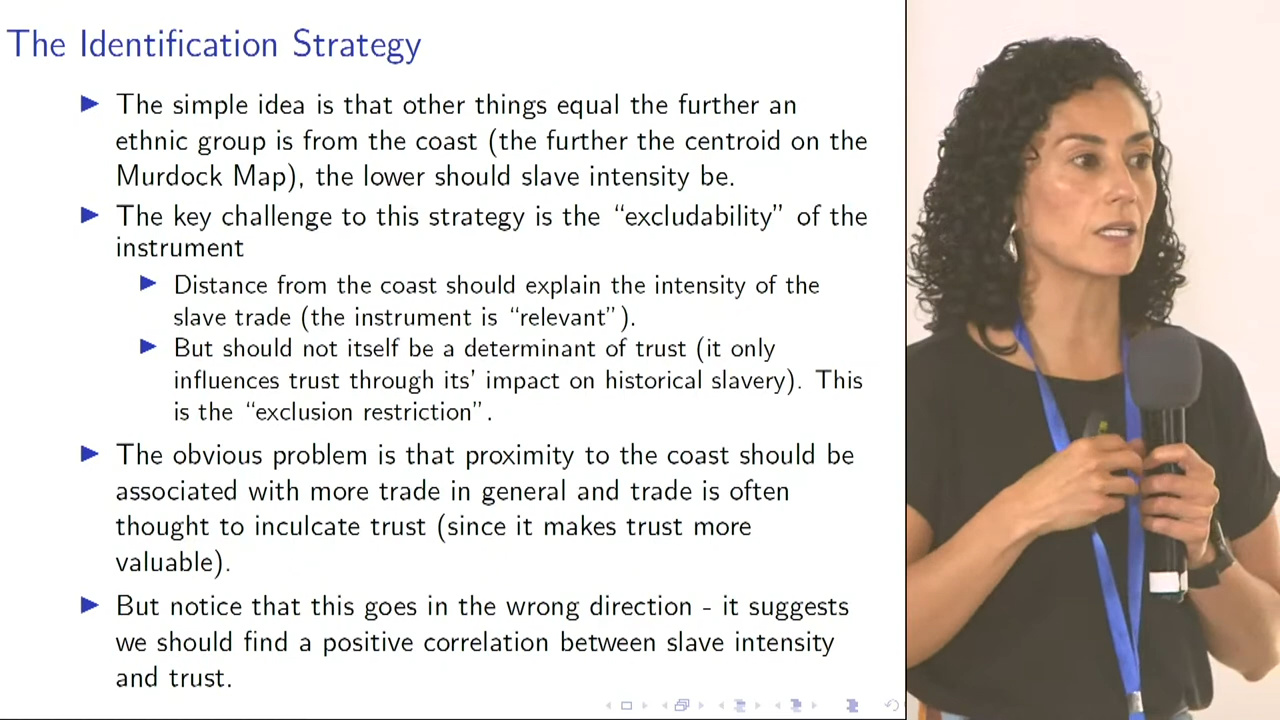 The Identification Strategy
The simple idea is that other things equal the further an
ethnic group is from the coast (the further the centroid on the
Murdock Map), the lower should slave intensity be.
The key challenge to this strategy is the “excludability” of the
instrument
Distance from the coast should explain the intensity of the
slave trade (the instrument is “relevant”).
But should not itself be a determinant of trust (it only
influences trust through its’ impact on historical slavery). This
is the “exclusion restriction”.
The obvious problem is that proximity to the coast should be
associated with more trade in general and trade is often
thought to inculcate trust (since it makes trust more
valuable).
But notice that this goes in the wrong direction - it suggests
we should find a positive correlation between slave intensity
and trust.